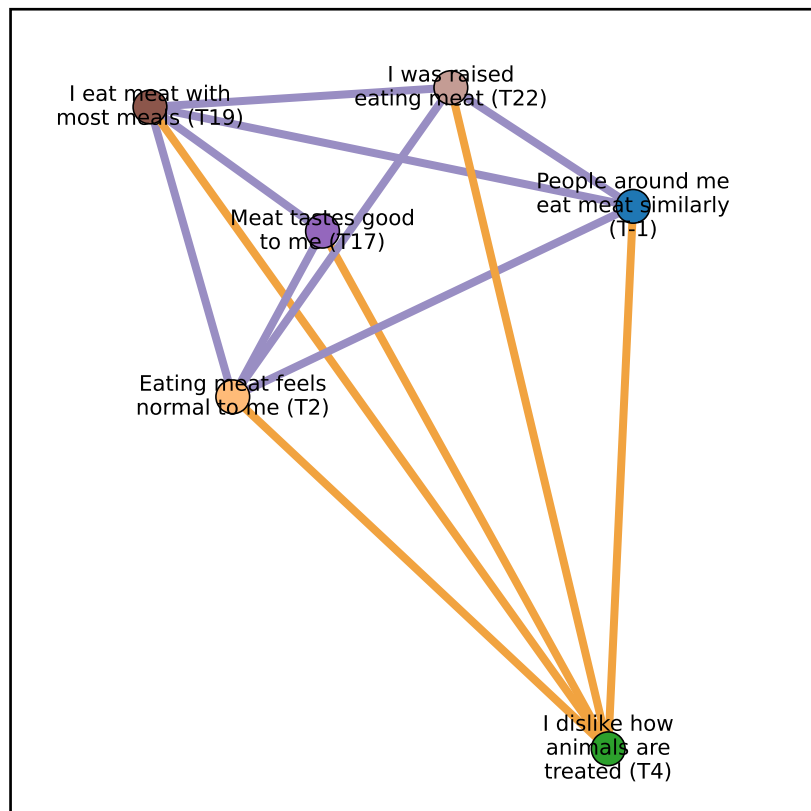 I was raised
eating meat (T22)
I eat meat with
most meals (T19)
People around me
eat meat similarly
(T-1)
Meat tastes good
to me (T17)
Eating meat feels
normal to me (T2)
I dislike how
animals are
treated (T4)